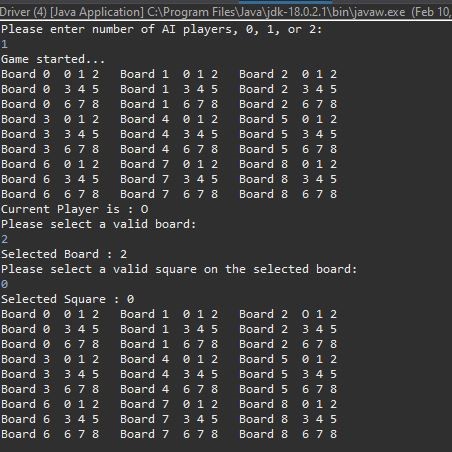 Driver (4) [Java Application] C:\Program Files\Java\jdk-18.0.2.1\bin\javaw.exe (Feb 10,
Please enter number of AI players, 0, 1, or 2:
1
Game started...
Board 0  0 1 2   Board 1  0 1 2   Board 2  0 1 2
Board 0  3 4 5   Board 1  3 4 5   Board 2  3 4 5
Board 0  6 7 8   Board 1  6 7 8   Board 2  6 7 8
Board 3  0 1 2   Board 4  0 1 2   Board 5  0 1 2
Board 3  3 4 5   Board 4  3 4 5   Board 5  3 4 5
Board 3  6 7 8   Board 4  6 7 8   Board 5  6 7 8
Board 6  0 1 2   Board 7  0 1 2   Board 8  0 1 2
Board 6  3 4 5   Board 7  3 4 5   Board 8  3 4 5
Board 6  6 7 8   Board 7  6 7 8   Board 8  6 7 8
Current Player is : O
Please select a valid board:
2
Selected Board : 2
Please select a valid square on the selected board:
0
Selected Square : 0
Board 0  0 1 2   Board 1  0 1 2   Board 2  O 1 2
Board 0  3 4 5   Board 1  3 4 5   Board 2  3 4 5
Board 0  6 7 8   Board 1  6 7 8   Board 2  6 7 8
Board 3  0 1 2   Board 4  0 1 2   Board 5  0 1 2
Board 3  3 4 5   Board 4  3 4 5   Board 5  3 4 5
Board 3  6 7 8   Board 4  6 7 8   Board 5  6 7 8
Board 6  0 1 2   Board 7  0 1 2   Board 8  0 1 2
Board 6  3 4 5   Board 7  3 4 5   Board 8  3 4 5
Board 6  6 7 8   Board 7  6 7 8   Board 8  6 7 8